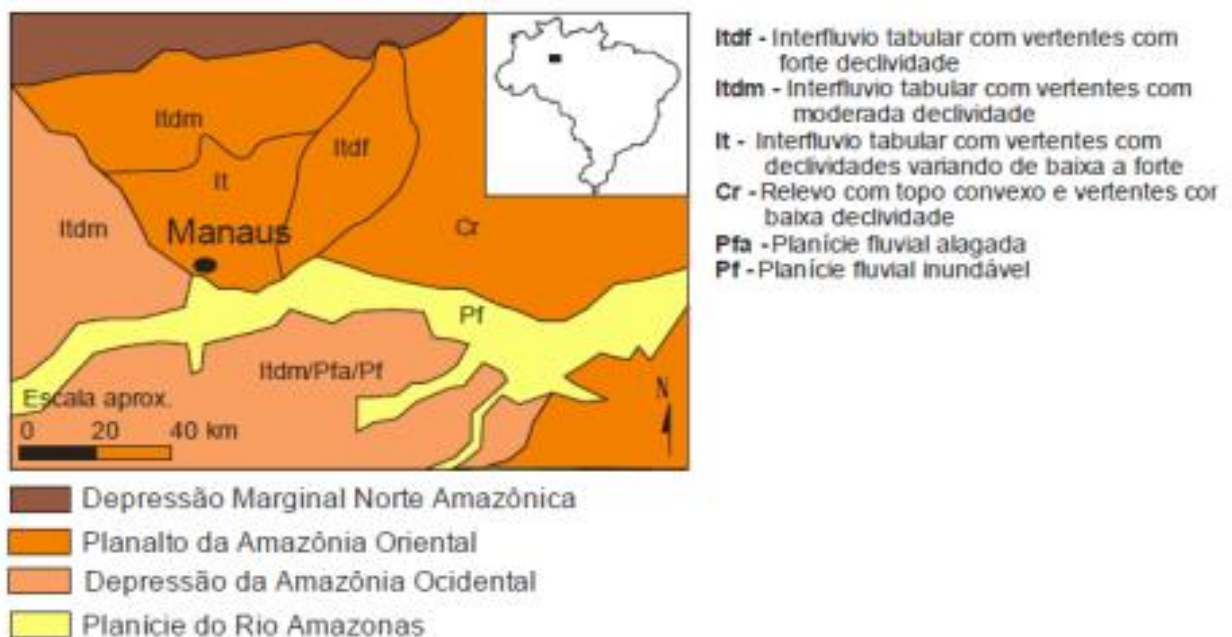 Itdm
Itdf
It
Itdm
Manaus
Cr
Pf
Itdm/Pfa/Pf
N
Escala aprox.
0 20 40 km
Itdf - Interfluvio tabular com vertentes com
forte declividade
Itdm - Interfluvio tabular com vertentes com
moderada declividade
It - Interfluvio tabular com vertentes com
declividades variando de baixa a forte
Cr - Relevo com topo convexo e vertentes cor
baixa declividade
Pfa - Planície fluvial alagada
Pf - Planície fluvial inundável
Depressão Marginal Norte Amazônica
Planalto da Amazônia Oriental
Depressão da Amazônia Ocidental
Planície do Rio Amazonas